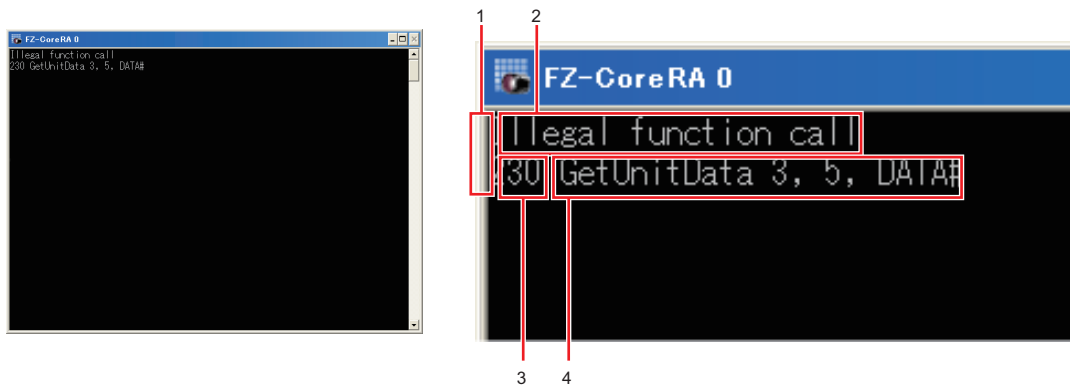 FZ-CoreRA 0
Illegal function call
230 GetUnitData 3, 5, DATA#
1 2
FZ-CoreRA 0
Illegal function call
230 GetUnitData 3, 5, DATA#
3 4